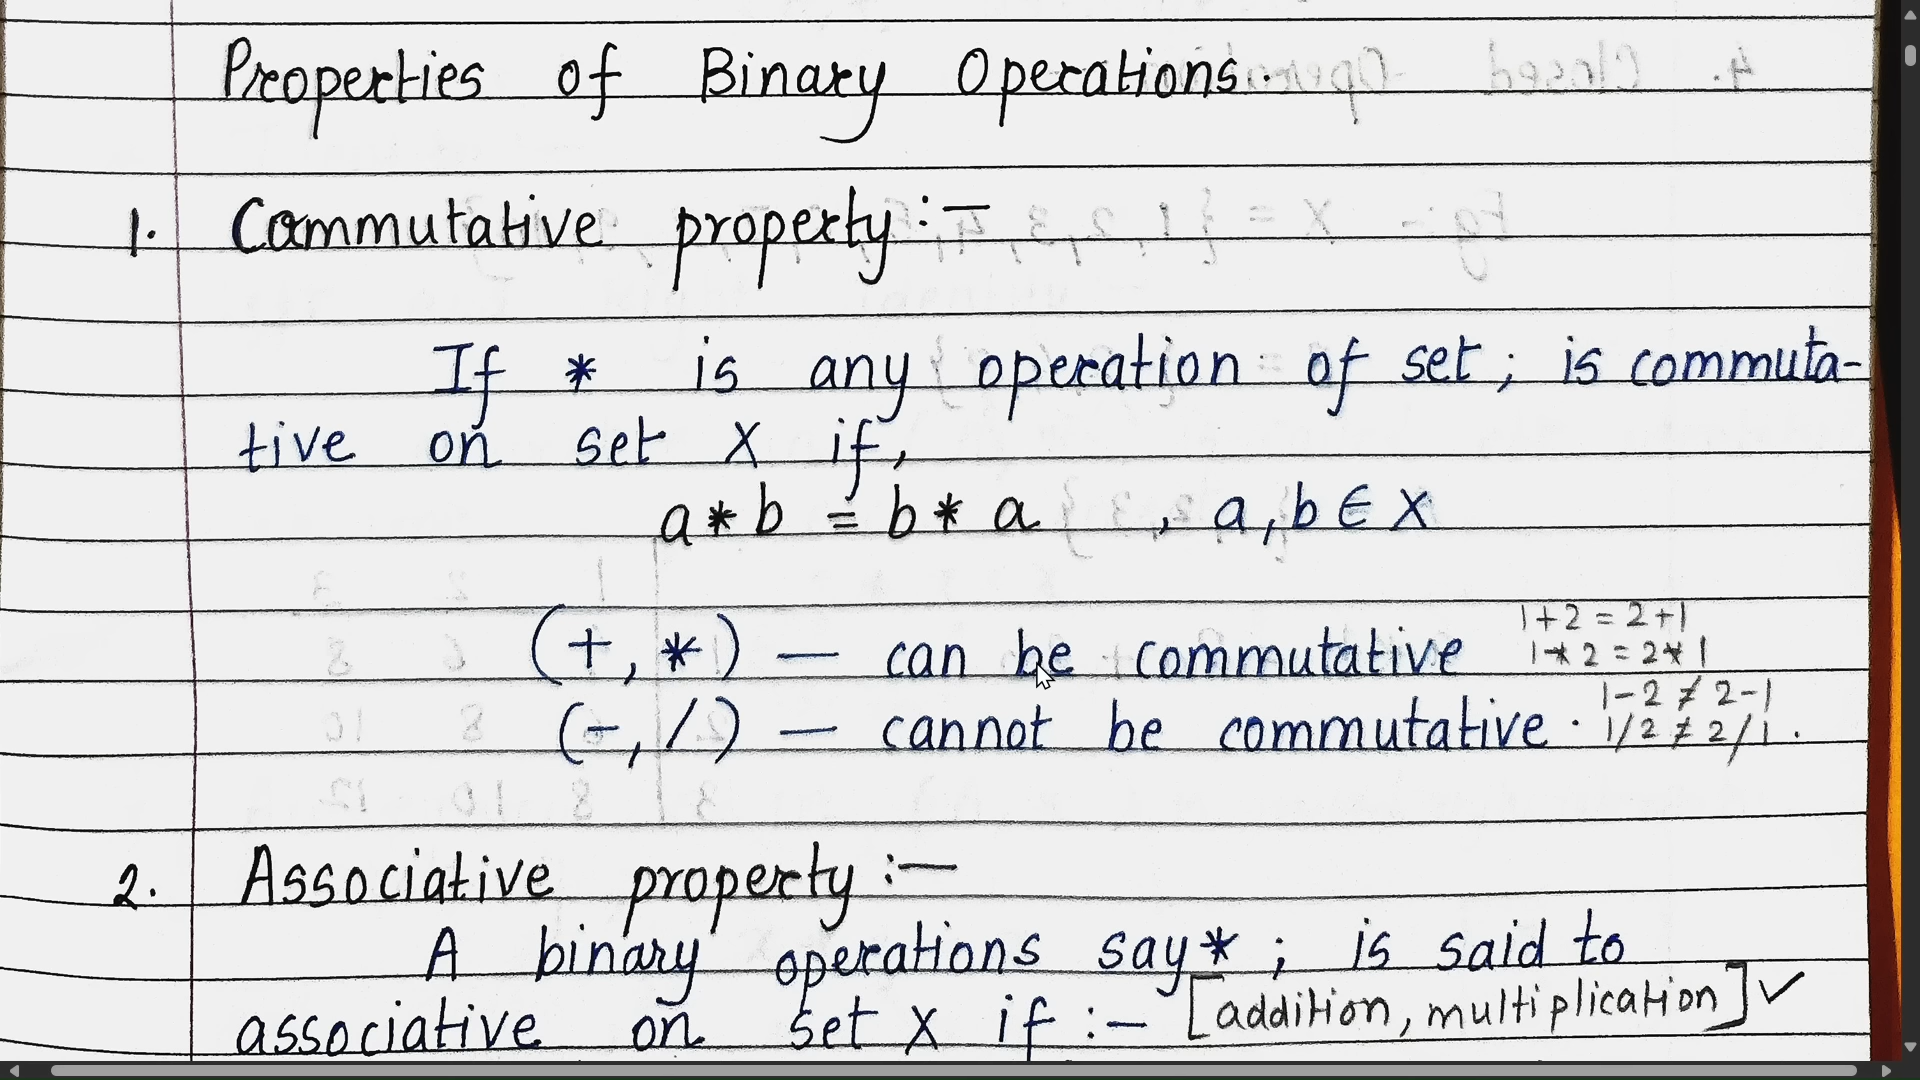 Properties of Binary Operations.
1. Commutative property :-
If * is any operation of set ; is commuta-
tive on set X if,
a * b = b * a , a, b ∈ X
(+, *) — can be commutative 1+2 = 2+1
1*2 = 2*1
(-, /) — cannot be commutative. 1-2 ≠ 2-1
1/2 ≠ 2/1.
2. Associative property :-
A binary operations say * ; is said to
associative on set X if :- [addition, multiplication] ✓